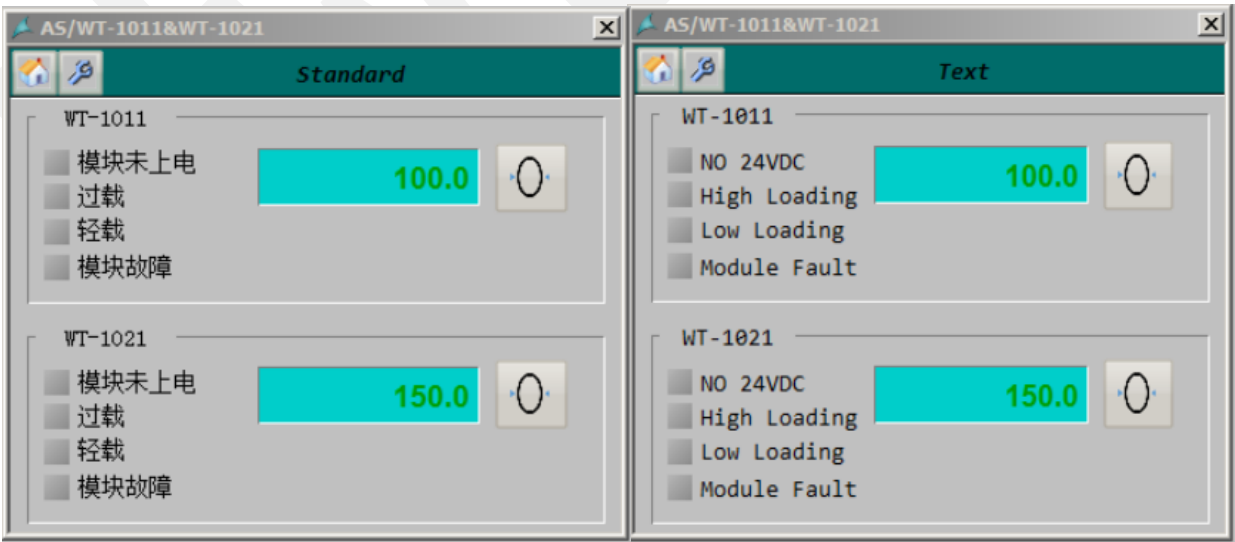 AS/WT-1011&WT-1021
Standard
WT-1011
模块未上电
100.0
过载
轻载
模块故障
WT-1021
模块未上电
150.0
过载
轻载
模块故障
AS/WT-1011&WT-1021
Text
WT-1011
NO 24VDC
100.0
High Loading
Low Loading
Module Fault
WT-1021
NO 24VDC
150.0
High Loading
Low Loading
Module Fault